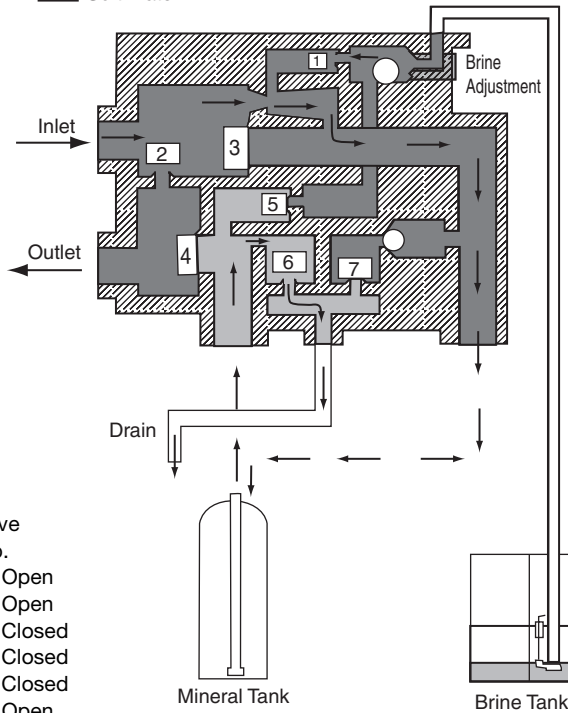 1
Brine
Adjustment
Inlet
2
3
5
Outlet
4
6
7
Drain
Open
Open
Closed
Closed
Closed
Open
Mineral Tank
Brine Tank